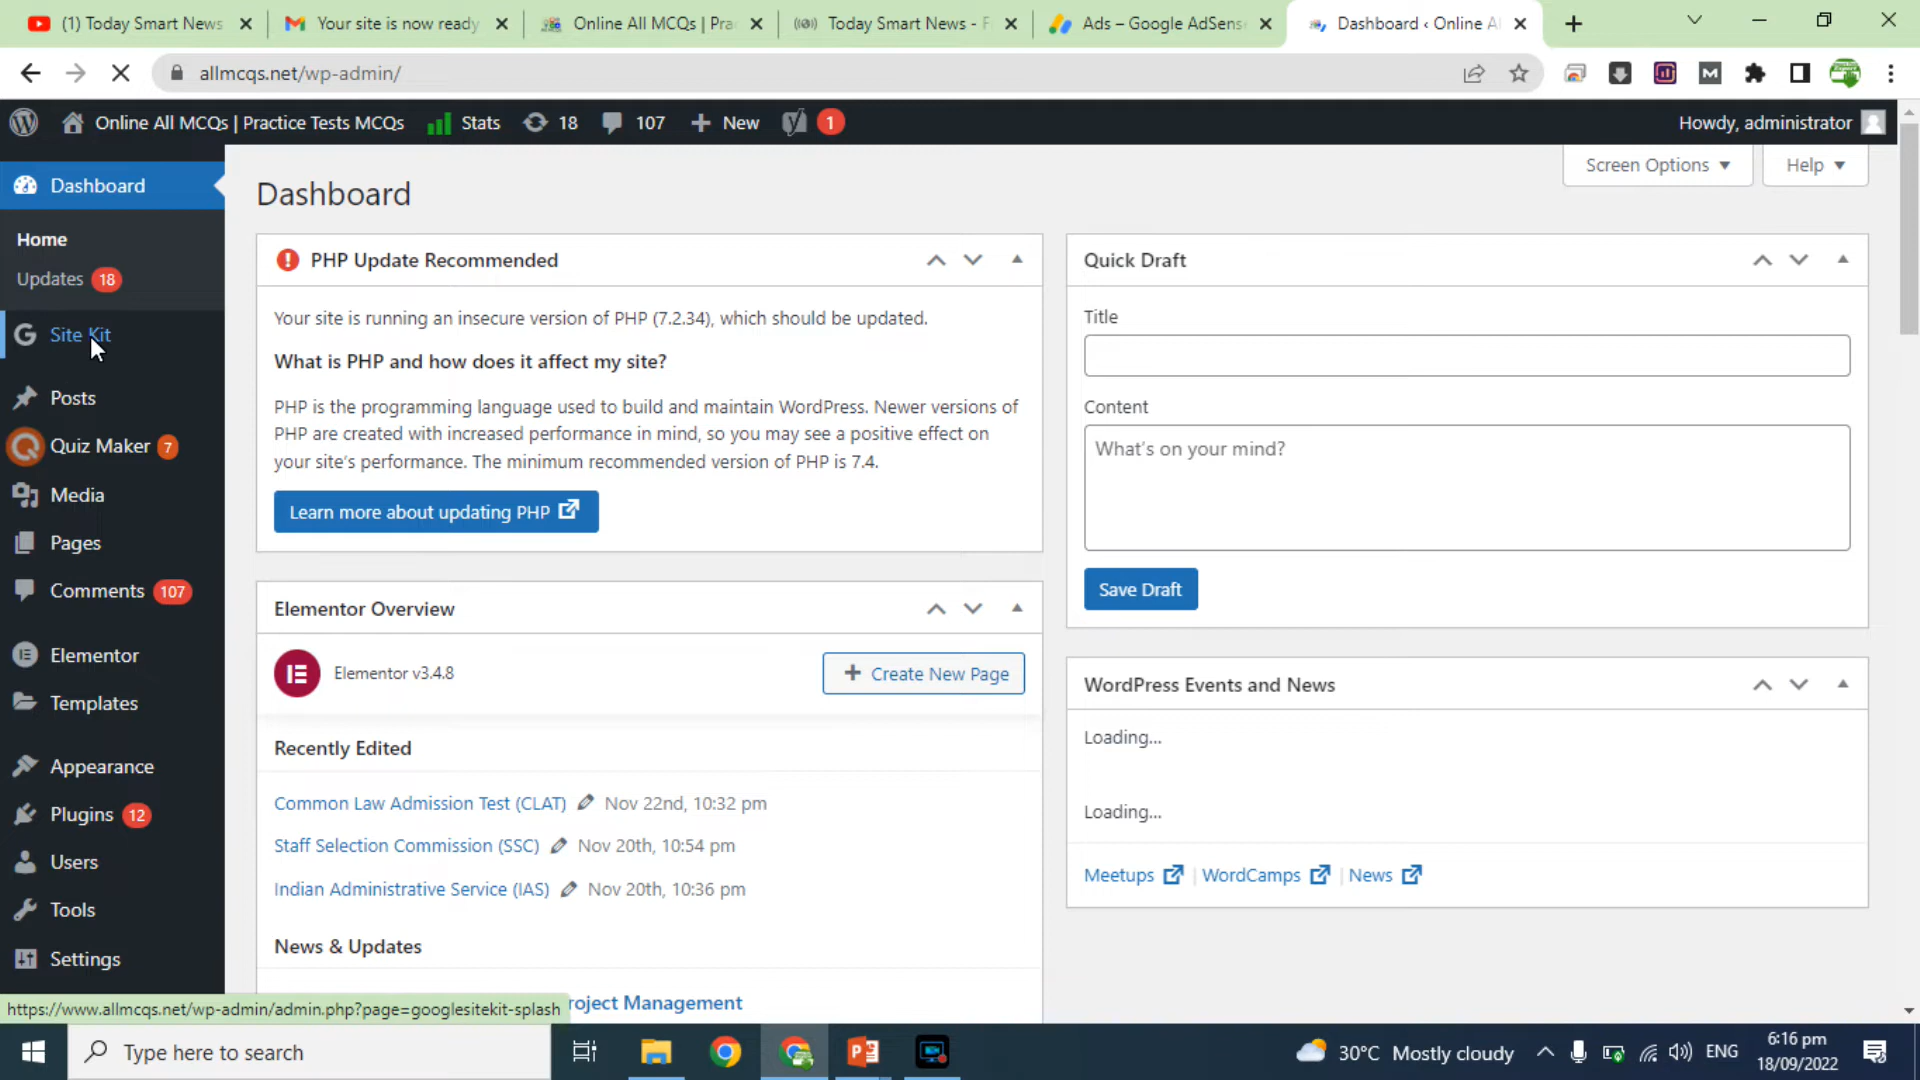 (1) Today Smart News
Your site is now ready
Online All MCQs | Prac
Today Smart News - F
Ads – Google AdSense
Dashboard ‹ Online Al
allmcqs.net/wp-admin/
Online All MCQs | Practice Tests MCQs
Stats
18
107
New
1
Howdy, administrator
Screen Options
Help
Dashboard
Home
Updates 18
Site Kit
Posts
Quiz Maker 7
Media
Pages
Comments 107
Elementor
Templates
Appearance
Plugins 12
Users
Tools
Settings
Dashboard
PHP Update Recommended
Your site is running an insecure version of PHP (7.2.34), which should be updated.
What is PHP and how does it affect my site?
PHP is the programming language used to build and maintain WordPress. Newer versions of
PHP are created with increased performance in mind, so you may see a positive effect on
your site's performance. The minimum recommended version of PHP is 7.4.
Learn more about updating PHP
Elementor Overview
Elementor v3.4.8
Create New Page
Recently Edited
Common Law Admission Test (CLAT) Nov 22nd, 10:32 pm
Staff Selection Commission (SSC) Nov 20th, 10:54 pm
Indian Administrative Service (IAS) Nov 20th, 10:36 pm
News & Updates
roject Management
Quick Draft
Title
Content
What's on your mind?
Save Draft
WordPress Events and News
Loading...
Loading...
Meetups | WordCamps | News
https://www.allmcqs.net/wp-admin/admin.php?page=googlesitekit-splash
Type here to search
30°C Mostly cloudy
ENG
6:16 pm
18/09/2022